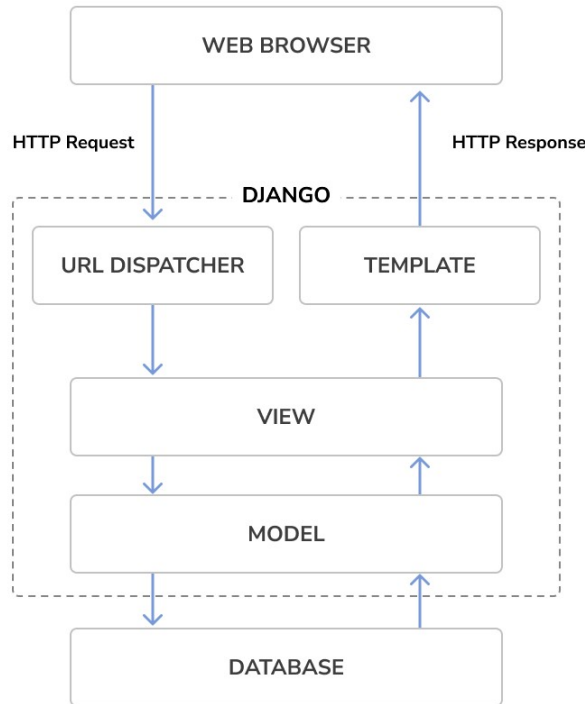 WEB BROWSER
HTTP Request
HTTP Response
DJANGO
URL DISPATCHER
TEMPLATE
VIEW
MODEL
DATABASE